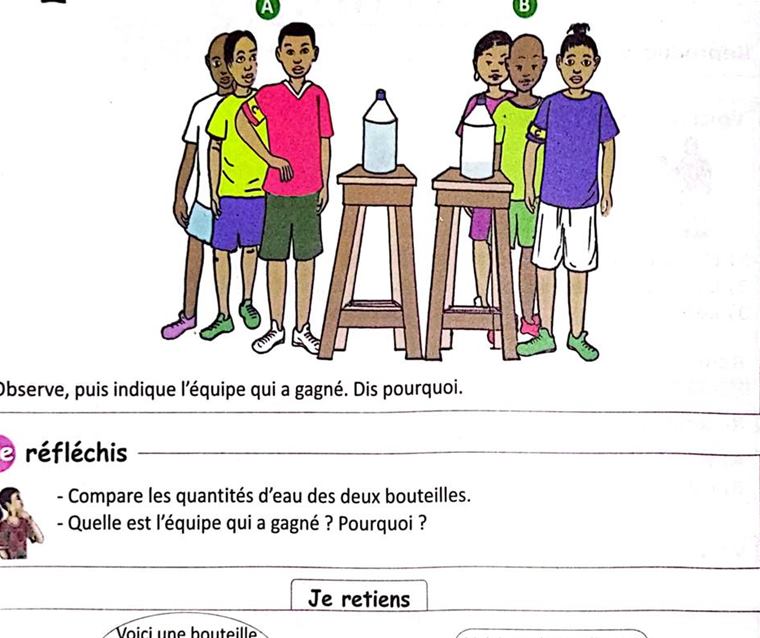 A
B
Observe, puis indique l'équipe qui a gagné. Dis pourquoi.
e réfléchis
- Compare les quantités d'eau des deux bouteilles.
- Quelle est l'équipe qui a gagné ? Pourquoi ?
Je retiens
Voici une bouteille